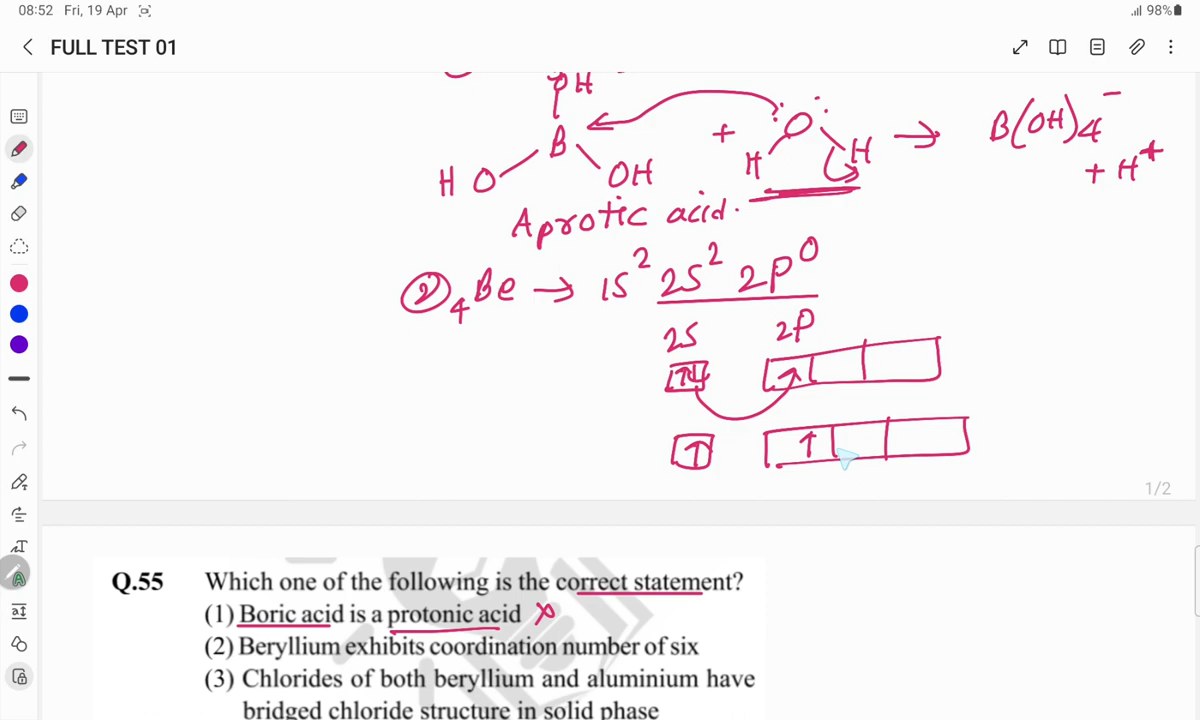 08:52 Fri, 19 Apr
98%
FULL TEST 01
OH
B
HO
OH
+
H
O
H
→ B(OH)4⁻
+ H⁺
Aprotic acid.
② ₄Be → 1S² 2S² 2P⁰
2S 2P
1/2
Q.55 Which one of the following is the correct statement?
(1) Boric acid is a protonic acid ×
(2) Beryllium exhibits coordination number of six
(3) Chlorides of both beryllium and aluminium have
bridged chloride structure in solid phase